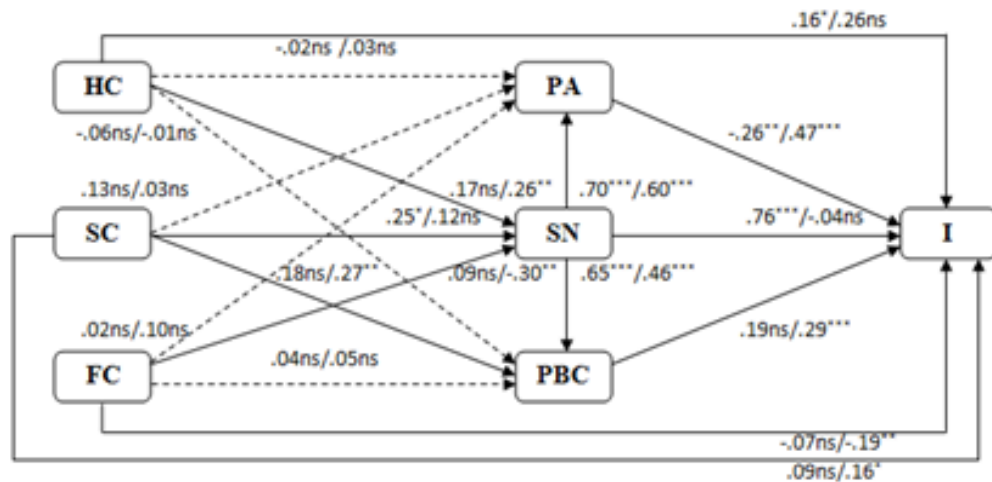 .16*/.26ns
-.02ns /.03ns
HC
PA
-.06ns/-.01ns
-.26**/.47***
.13ns/.03ns
.17ns/.26**
.70***/.60***
SC
.25*/.12ns
SN
.76***/-.04ns
I
.18ns/.27**
.09ns/-.30**
.65***/.46***
.02ns/.10ns
.19ns/.29***
FC
.04ns/.05ns
PBC
-.07ns/-.19**
.09ns/.16*